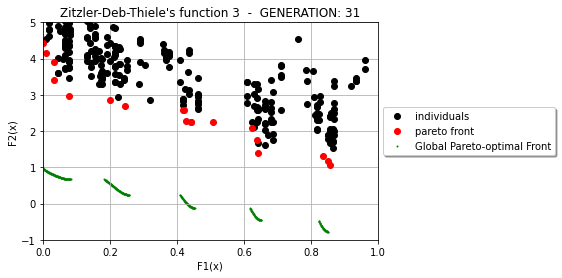 Zitzler-Deb-Thiele's function 3 - GENERATION: 31
5
4
3
2
1
0
-1
F2(x)
0.0
0.2
0.4
0.6
0.8
1.0
F1(x)
individuals
pareto front
Global Pareto-optimal Front